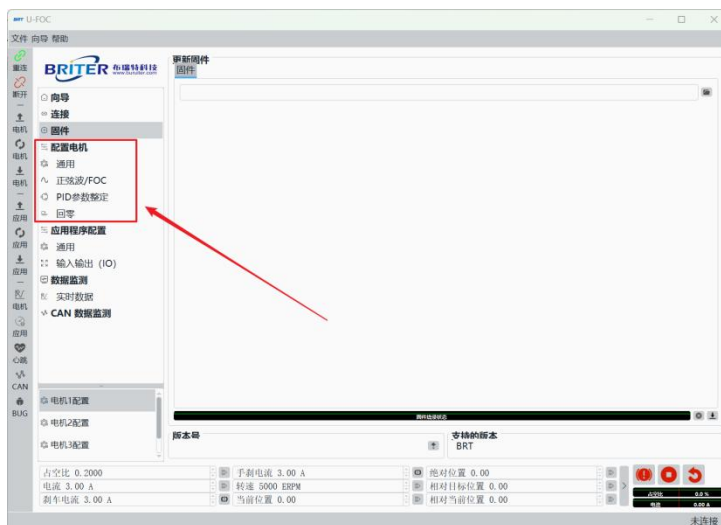 BRT U-FOC
文件 向导 帮助
重连
断开
电机
电机
电机
应用
应用
应用
电机
应用
心跳
CAN
BUG
BRITER 布瑞特科技
www.buruiter.com
向导
连接
固件
配置电机
通用
正弦波/FOC
PID参数整定
回零
应用程序配置
通用
输入输出 (IO)
数据监测
实时数据
CAN 数据监测
电机1配置
电机2配置
电机3配置
更新固件
固件
版本号
支持的版本
BRT
占空比 0.2000
手刹电流 3.00 A
绝对位置 0.00
电流 3.00 A
转速 5000 ERPM
相对目标位置 0.00
刹车电流 3.00 A
当前位置 0.00
相对当前位置 0.00
占空比 0.0 %
电流 0.00 A
未连接